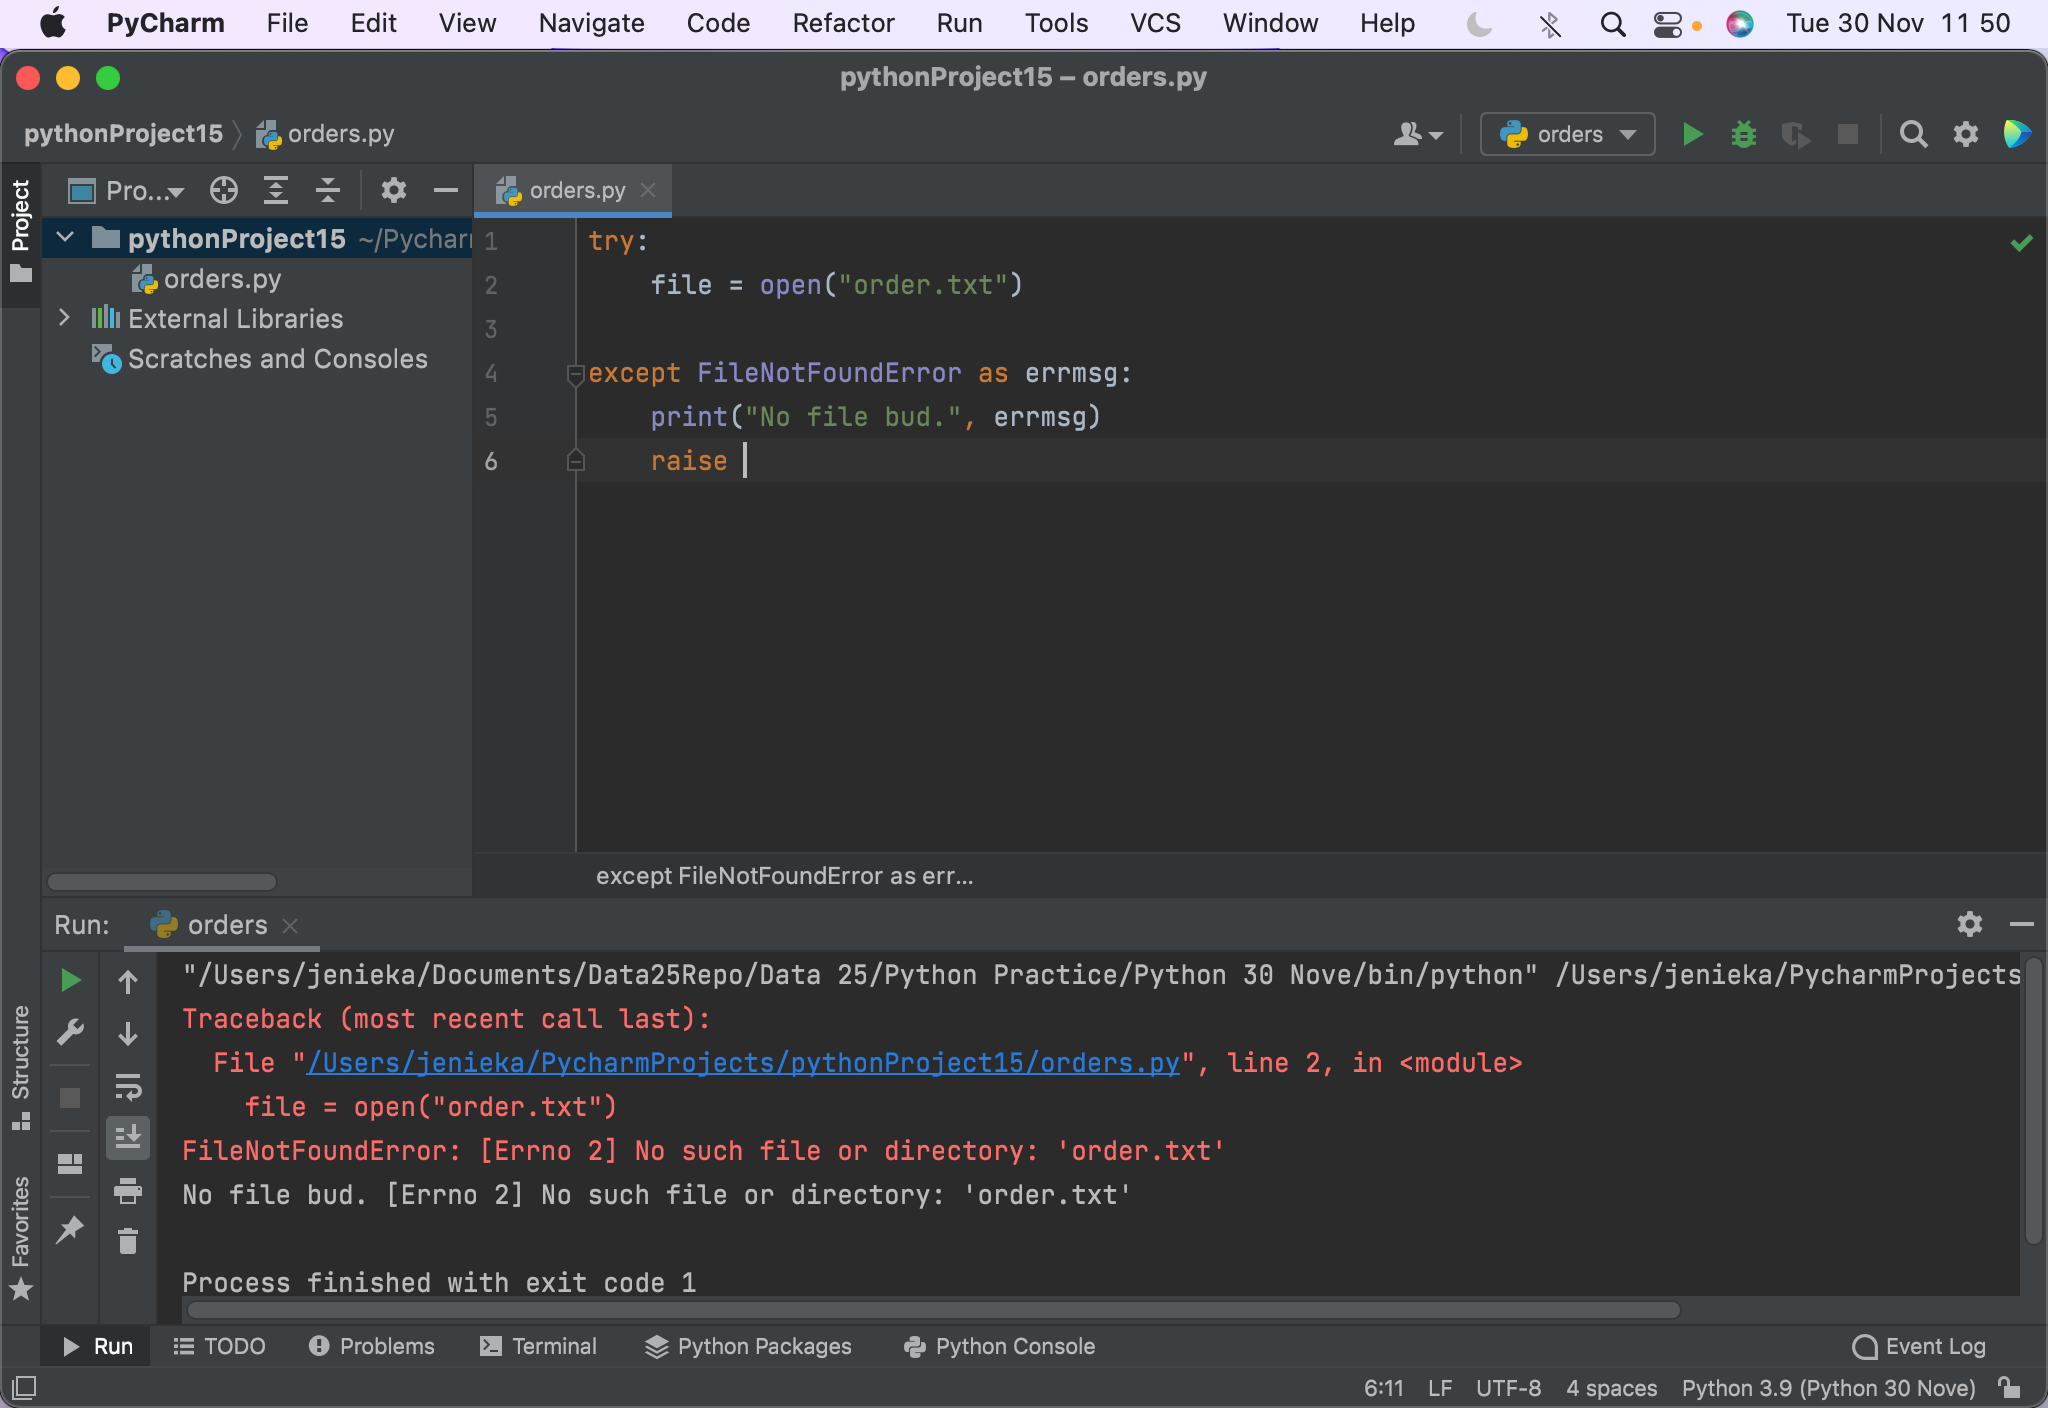 PyCharm File Edit View Navigate Code Refactor Run Tools VCS Window Help Tue 30 Nov 11 50
pythonProject15 – orders.py
pythonProject15 orders.py
orders
Project
Pro...
orders.py
pythonProject15 ~/Pychar
orders.py
External Libraries
Scratches and Consoles
1 try:
2 file = open("order.txt")
3
4 except FileNotFoundError as errmsg:
5 print("No file bud.", errmsg)
6 raise
except FileNotFoundError as err...
Run: orders
"/Users/jenieka/Documents/Data25Repo/Data 25/Python Practice/Python 30 Nove/bin/python" /Users/jenieka/PycharmProjects
Traceback (most recent call last):
File "/Users/jenieka/PycharmProjects/pythonProject15/orders.py", line 2, in <module>
file = open("order.txt")
FileNotFoundError: [Errno 2] No such file or directory: 'order.txt'
No file bud. [Errno 2] No such file or directory: 'order.txt'
Process finished with exit code 1
Structure
Favorites
Run TODO Problems Terminal Python Packages Python Console Event Log
6:11 LF UTF-8 4 spaces Python 3.9 (Python 30 Nove)